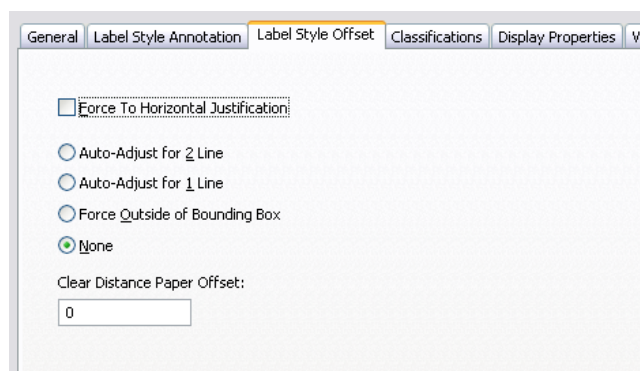 General Label Style Annotation Label Style Offset Classifications Display Properties V
Force To Horizontal Justification
Auto-Adjust for 2 Line
Auto-Adjust for 1 Line
Force Outside of Bounding Box
None
Clear Distance Paper Offset:
0